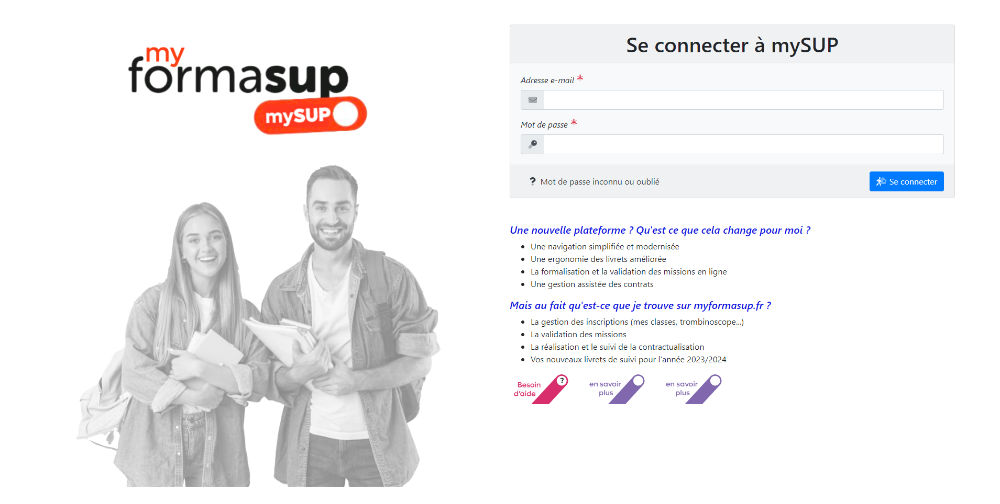 my
formasup
mySUP
Se connecter à mySUP
Adresse e-mail *
Mot de passe *
? Mot de passe inconnu ou oublié
Se connecter
Une nouvelle plateforme ? Qu'est ce que cela change pour moi ?
• Une navigation simplifiée et modernisée
• Une ergonomie des livrets améliorée
• La formalisation et la validation des missions en ligne
• Une gestion assistée des contrats
Mais au fait qu'est-ce que je trouve sur myformasup.fr ?
• La gestion des inscriptions (mes classes, trombinoscope...)
• La validation des missions
• La réalisation et le suivi de la contractualisation
• Vos nouveaux livrets de suivi pour l'année 2023/2024
Besoin
d'aide
?
en savoir
plus
en savoir
plus